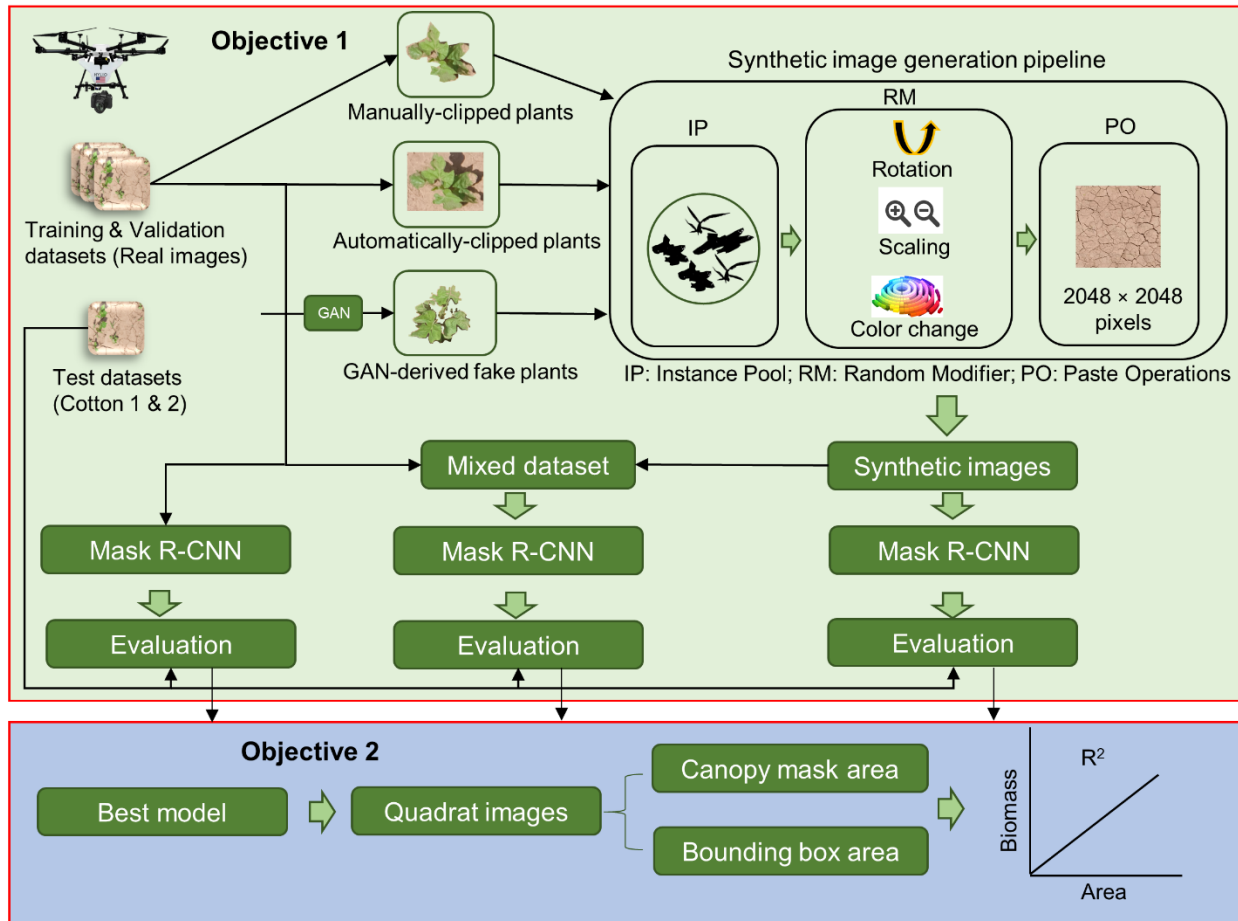 Objective 1
Manually-clipped plants
Training & Validation
datasets (Real images)
Automatically-clipped plants
GAN
GAN-derived fake plants
Test datasets
(Cotton 1 & 2)
Synthetic image generation pipeline
IP
RM
Rotation
Scaling
Color change
PO
2048 × 2048
pixels
IP: Instance Pool; RM: Random Modifier; PO: Paste Operations
Mixed dataset
Synthetic images
Mask R-CNN
Mask R-CNN
Mask R-CNN
Evaluation
Evaluation
Evaluation
Objective 2
Best model
Quadrat images
Canopy mask area
Bounding box area
R²
Biomass
Area